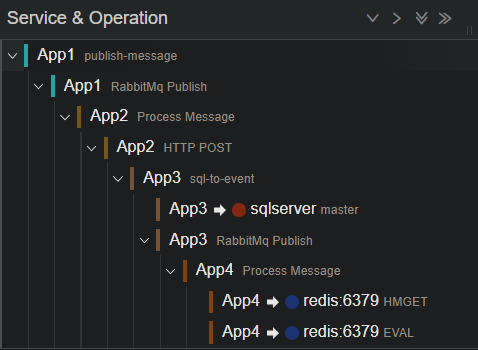 Service & Operation
App1 publish-message
App1 RabbitMq Publish
App2 Process Message
App2 HTTP POST
App3 sql-to-event
App3 sqlserver master
App3 RabbitMq Publish
App4 Process Message
App4 redis:6379 HMGET
App4 redis:6379 EVAL